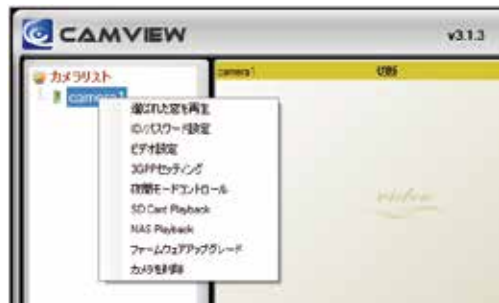 CAMVIEW
v3.1.3
カメラリスト
camera1
camera1 切断
選ばれた窓を再生
ID/パスワード設定
ビデオ設定
3GPPセッティング
夜間モードコントロール
SD Card Playback
NAS Playback
ファームウェアアップグレード
カメラを削除